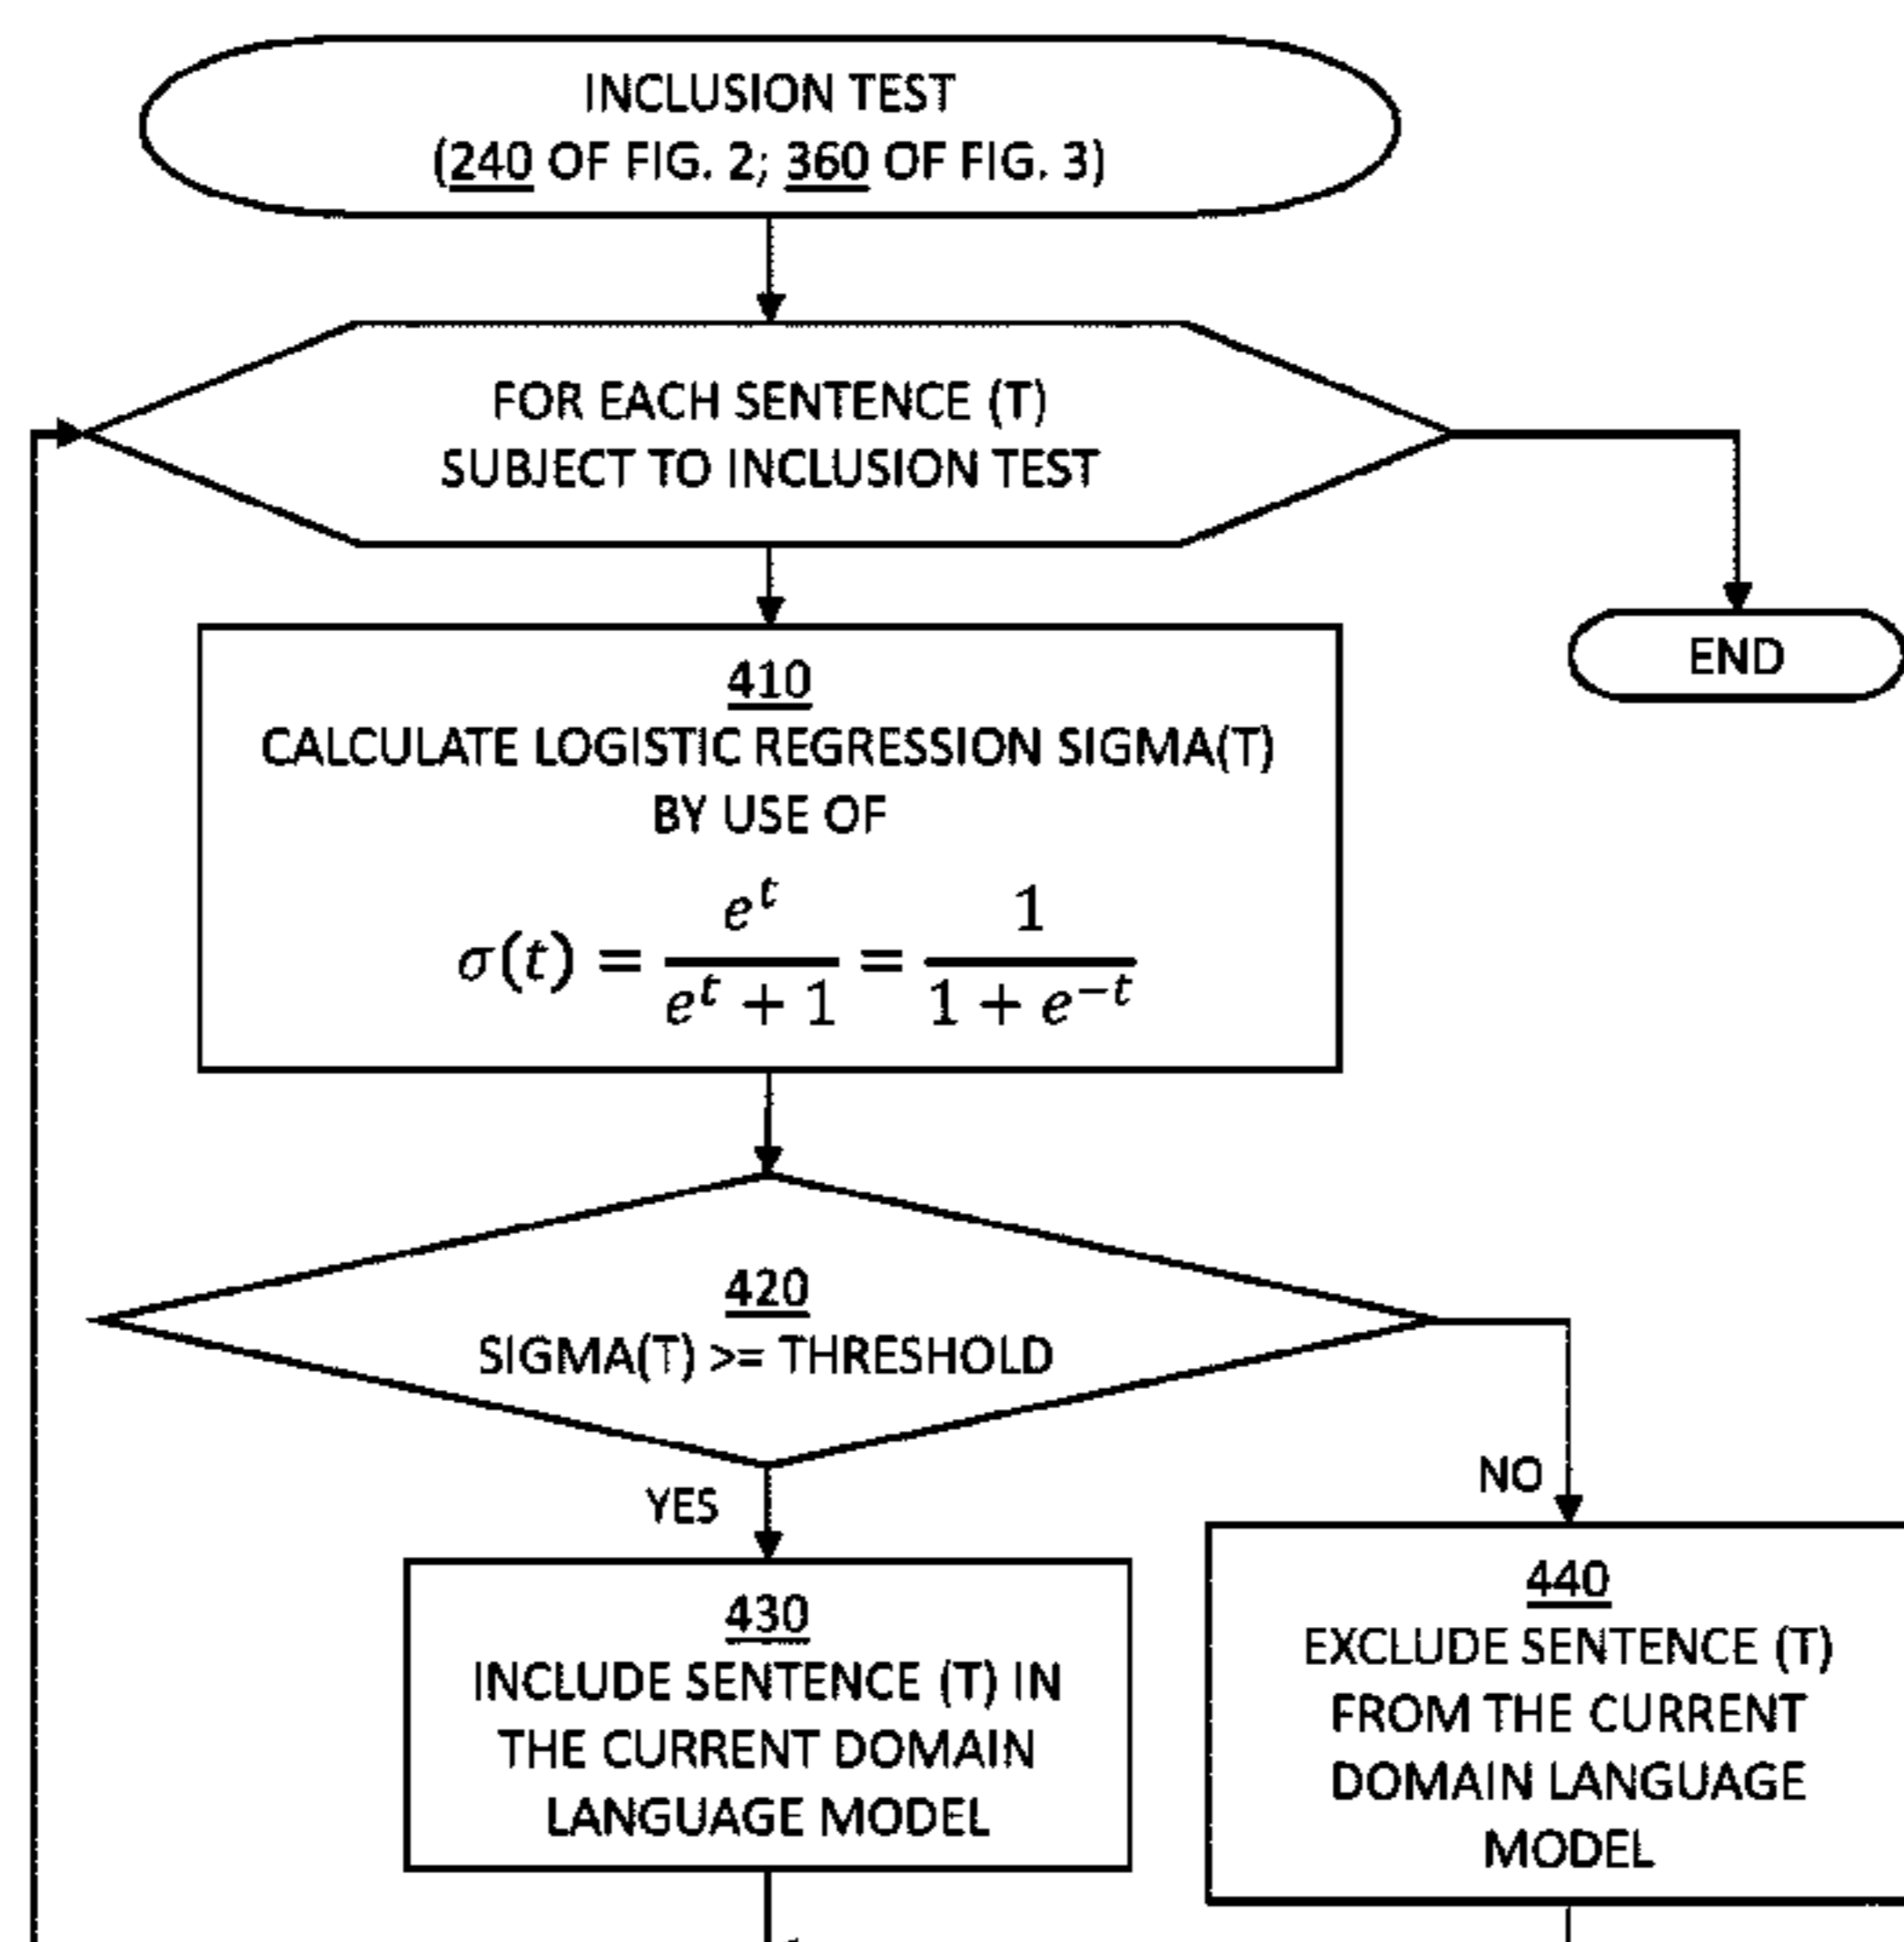 INCLUSION TEST
(240 OF FIG. 2; 360 OF FIG. 3)
FOR EACH SENTENCE (T)
SUBJECT TO INCLUSION TEST
END
410
CALCULATE LOGISTIC REGRESSION SIGMA(T)
BY USE OF
σ(t) = e^t / (e^t + 1) = 1 / (1 + e^−t)
420
SIGMA(T) >= THRESHOLD
YES
NO
430
INCLUDE SENTENCE (T) IN
THE CURRENT DOMAIN
LANGUAGE MODEL
440
EXCLUDE SENTENCE (T)
FROM THE CURRENT
DOMAIN LANGUAGE
MODEL